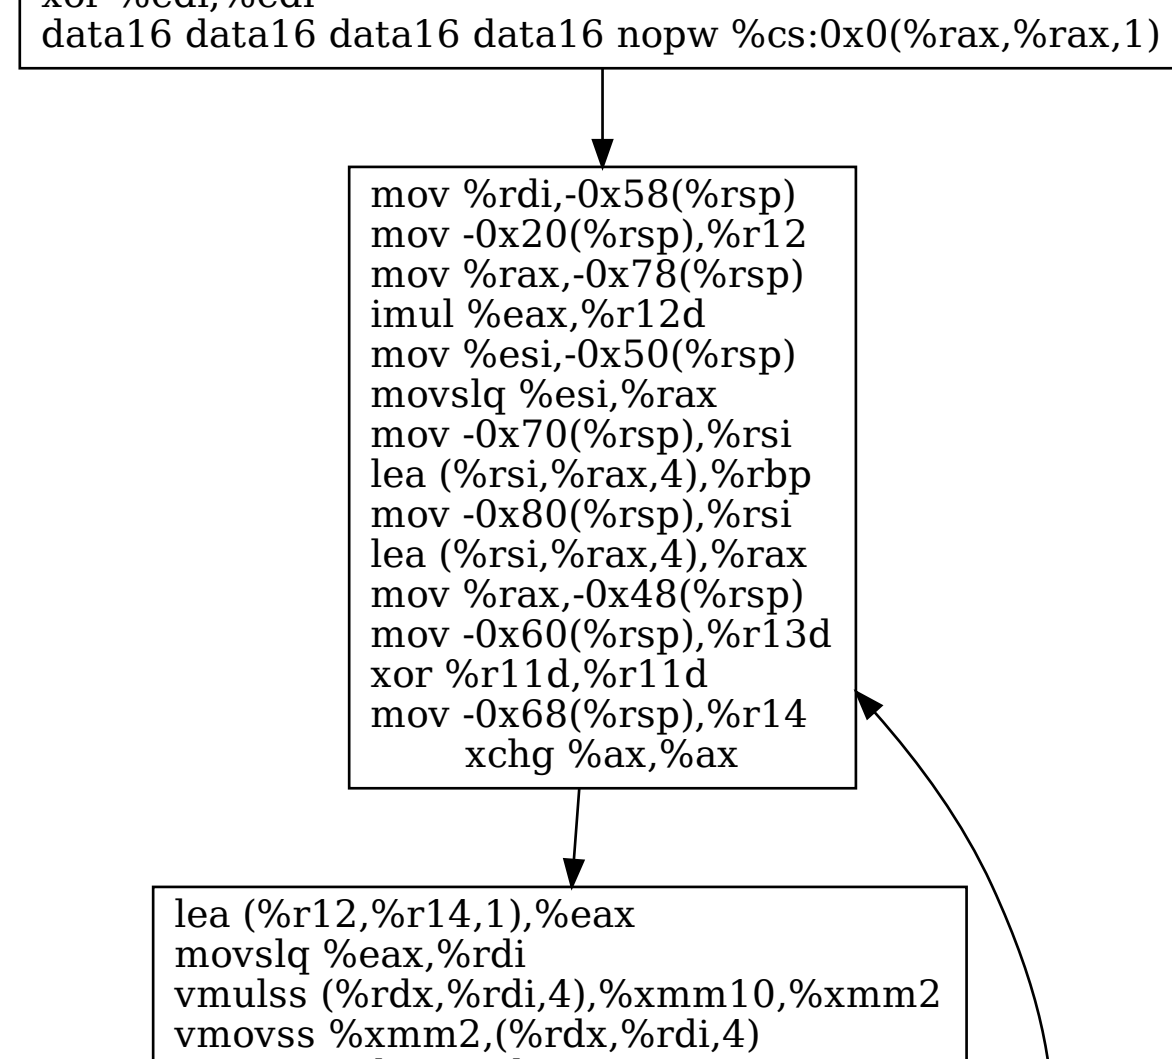 xor %edi,%edi
data16 data16 data16 data16 nopw %cs:0x0(%rax,%rax,1)
mov %rdi,-0x58(%rsp)
mov -0x20(%rsp),%r12
mov %rax,-0x78(%rsp)
imul %eax,%r12d
mov %esi,-0x50(%rsp)
movslq %esi,%rax
mov -0x70(%rsp),%rsi
lea (%rsi,%rax,4),%rbp
mov -0x80(%rsp),%rsi
lea (%rsi,%rax,4),%rax
mov %rax,-0x48(%rsp)
mov -0x60(%rsp),%r13d
xor %r11d,%r11d
mov -0x68(%rsp),%r14
xchg %ax,%ax
lea (%r12,%r14,1),%eax
movslq %eax,%rdi
vmulss (%rdx,%rdi,4),%xmm10,%xmm2
vmovss %xmm2,(%rdx,%rdi,4)